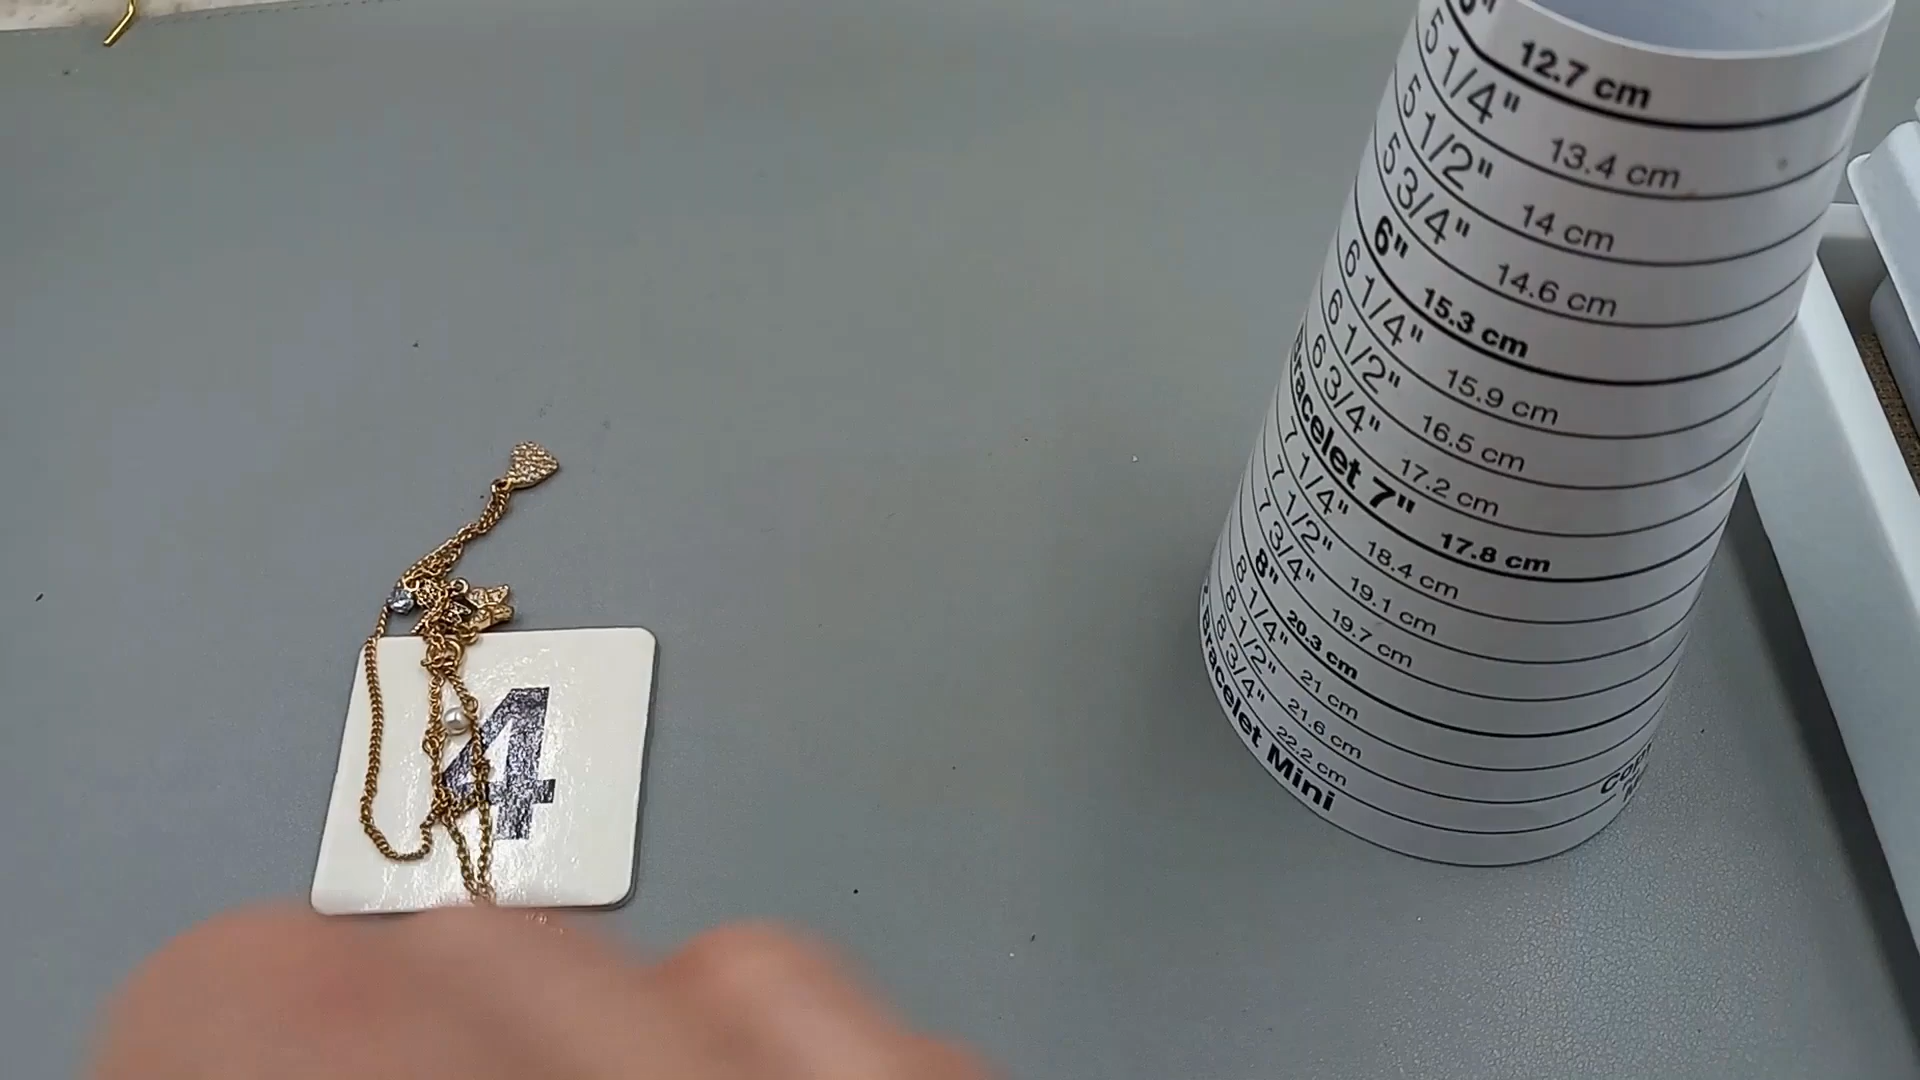 12.7 cm
5 1/4" 13.4 cm
5 1/2" 14 cm
5 3/4" 14.6 cm
6" 15.3 cm
6 1/4" 15.9 cm
6 1/2" 16.5 cm
6 3/4" 17.2 cm
Bracelet 7" 17.8 cm
7 1/4" 18.4 cm
7 1/2" 19.1 cm
7 3/4" 19.7 cm
8" 20.3 cm
8 1/4" 21 cm
8 1/2" 21.6 cm
8 3/4" 22.2 cm
Bracelet Mini
4